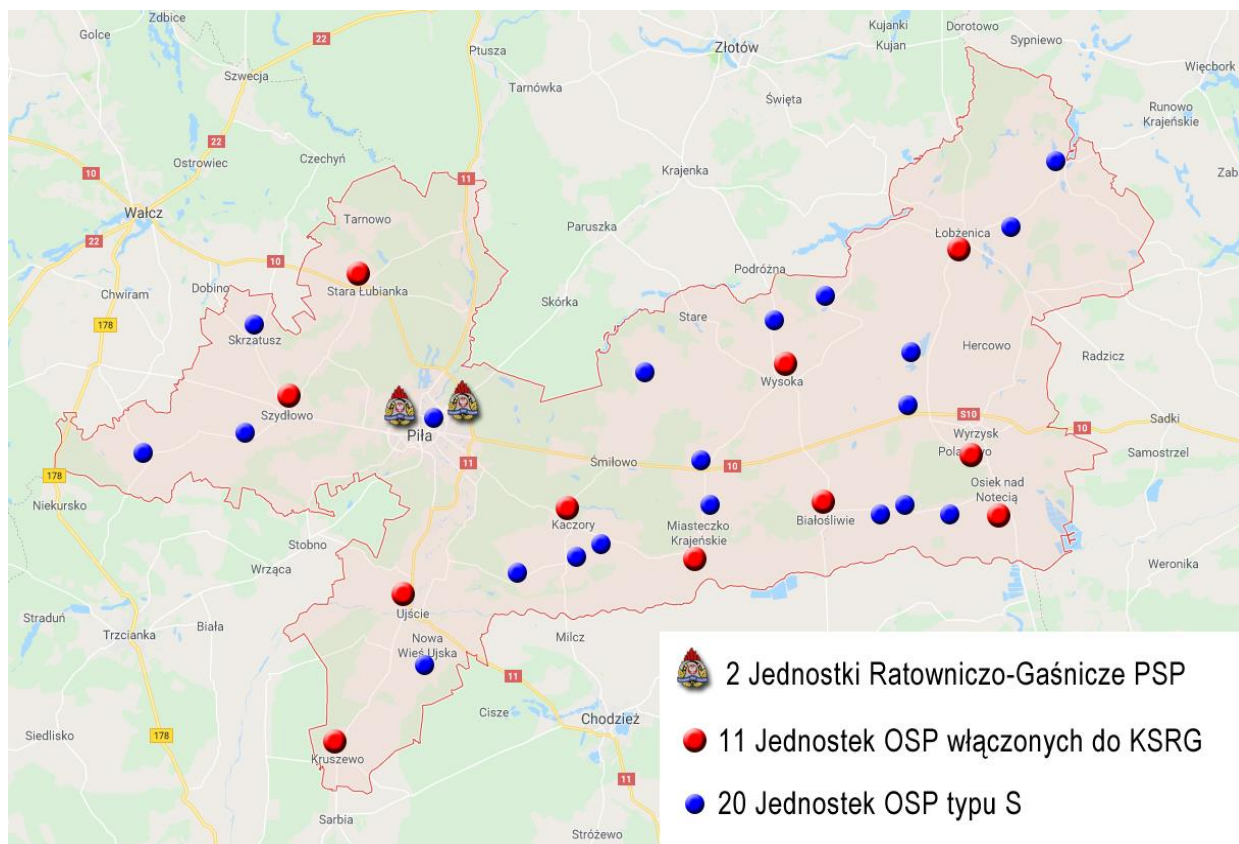 Zdbice
Golce
22
Szwecja
Ptusza
Tarnówka
Złotów
Święta
Kujanki
Kujan
Dorotowo
Sypniewo
Więcbork
Runowo
Krajeńskie
Zab
22
Ostrowiec
Czechyń
10
11
Krajenka
Wałcz
Tarnowo
Paruszka
Łobżenica
22
10
Podróżna
Chwiram
Dobino
Stara Łubianka
Skórka
178
Skrzatusz
Stare
Hercowo
Radzicz
Wysoka
Szydłowo
S10
Sadki
Piła
10
Wyrzysk
11
Śmiłowo
10
Samostrzel
178
Osiek nad
Notecią
Niekursko
Kaczory
Miasteczko
Krajeńskie
Białośliwie
Stobno
Wrząca
Weronika
Ujście
Straduń
Trzcianka
Biała
Nowa
Wieś Ujska
Milcz
11
Cisze
Chodzież
Siedlisko
178
Kruszewo
11
Sarbia
Stróżewo
2 Jednostki Ratowniczo-Gaśnicze PSP
11 Jednostek OSP włączonych do KSRG
20 Jednostek OSP typu S